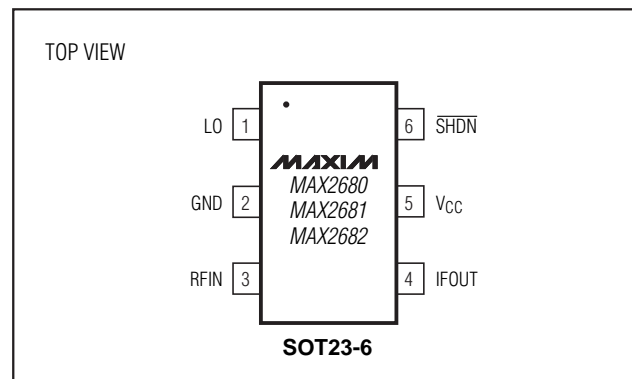 TOP VIEW
LO 1
6 SHDN
MAXIM
MAX2680
GND 2
MAX2681
5 VCC
MAX2682
RFIN 3
4 IFOUT
SOT23-6